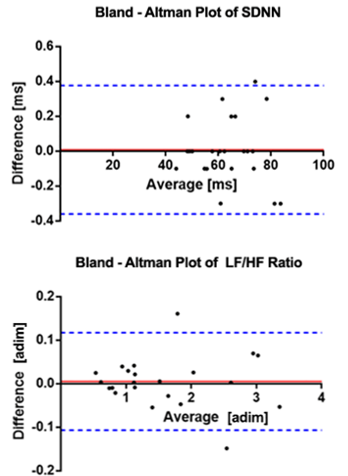 Bland - Altman Plot of SDNN
0.6
0.4
0.2
0.0
-0.2
-0.4
Difference [ms]
20 40 60 80 100
Average [ms]
Bland - Altman Plot of LF/HF Ratio
0.2
0.1
0.0
-0.1
-0.2
Difference [adim]
1 2 3 4
Average [adim]